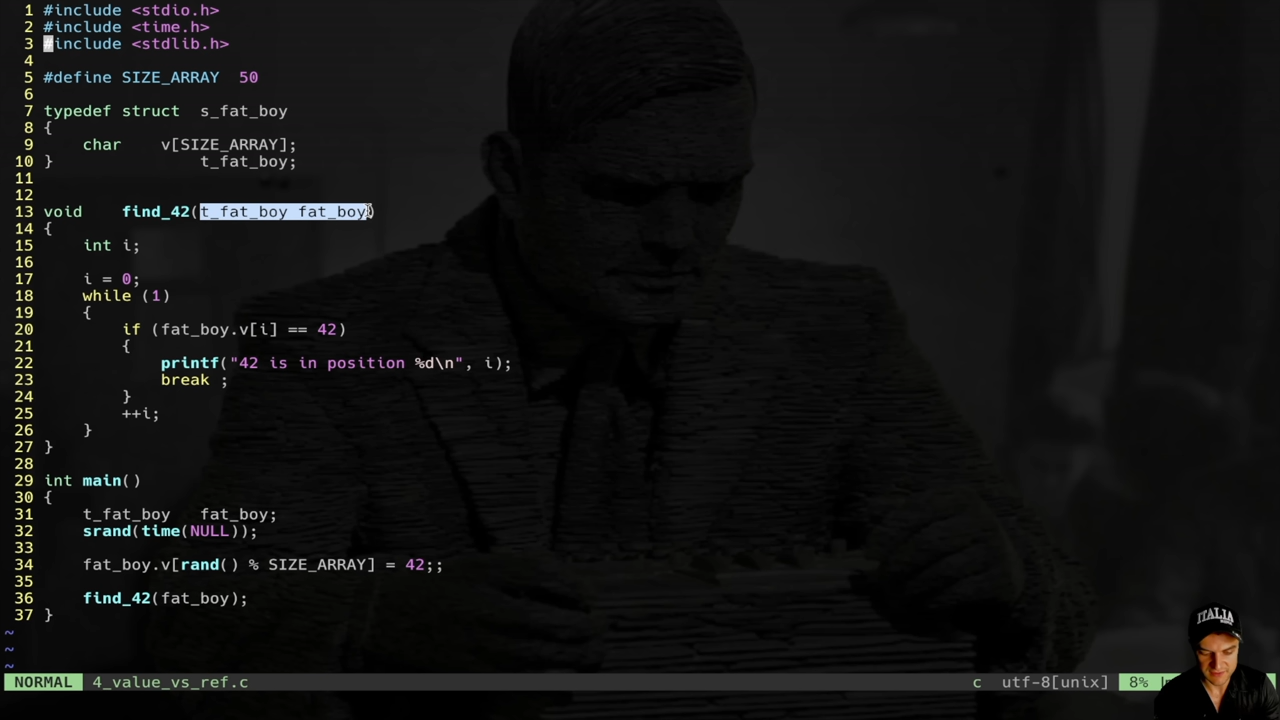 1 #include <stdio.h>
2 #include <time.h>
3 #include <stdlib.h>
4
5 #define SIZE_ARRAY  50
6
7 typedef struct  s_fat_boy
8 {
9     char    v[SIZE_ARRAY];
10 }               t_fat_boy;
11
12
13 void    find_42(t_fat_boy fat_boy)
14 {
15     int i;
16
17     i = 0;
18     while (1)
19     {
20         if (fat_boy.v[i] == 42)
21         {
22             printf("42 is in position %d\n", i);
23             break ;
24         }
25         ++i;
26     }
27 }
28
29 int main()
30 {
31     t_fat_boy   fat_boy;
32     srand(time(NULL));
33
34     fat_boy.v[rand() % SIZE_ARRAY] = 42;;
35
36     find_42(fat_boy);
37 }
~
~
~
NORMAL 4_value_vs_ref.c c utf-8[unix] 8%
ITALIA